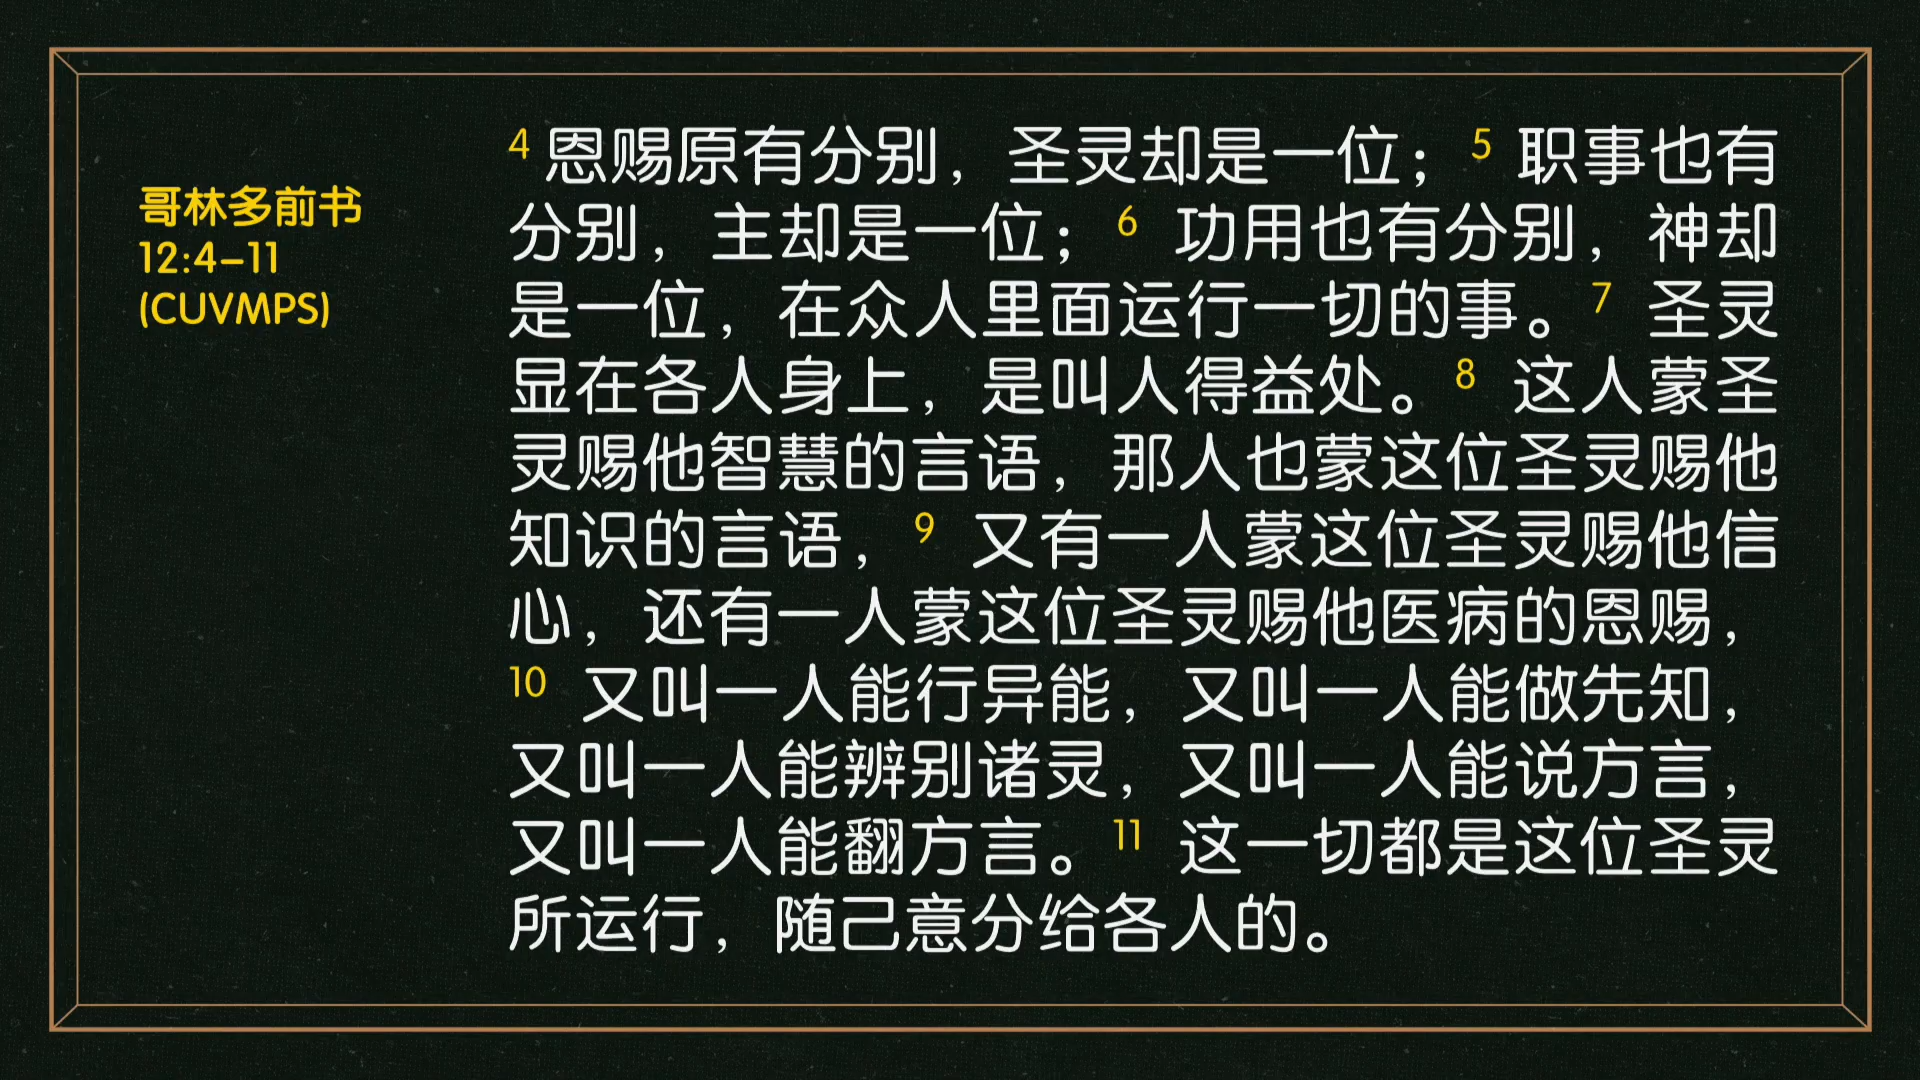 哥林多前书
12:4–11
(CUVMPS)
4 恩赐原有分别，圣灵却是一位；5 职事也有
分别，主却是一位；6 功用也有分别，神却
是一位，在众人里面运行一切的事。7 圣灵
显在各人身上，是叫人得益处。8 这人蒙圣
灵赐他智慧的言语，那人也蒙这位圣灵赐他
知识的言语，9 又有一人蒙这位圣灵赐他信
心，还有一人蒙这位圣灵赐他医病的恩赐，
10 又叫一人能行异能，又叫一人能做先知，
又叫一人能辨别诸灵，又叫一人能说方言，
又叫一人能翻方言。11 这一切都是这位圣灵
所运行，随己意分给各人的。